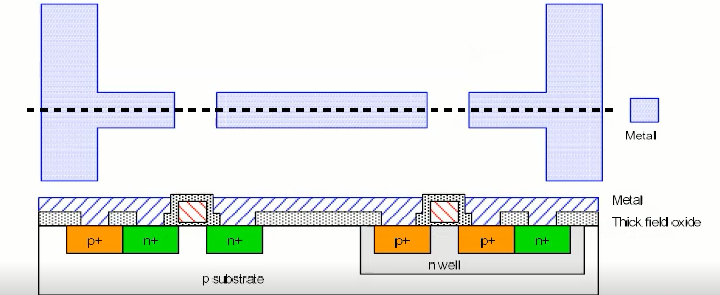 Metal
Metal
Thick field oxide
p+
n+
n+
p+
p+
n+
n well
p substrate